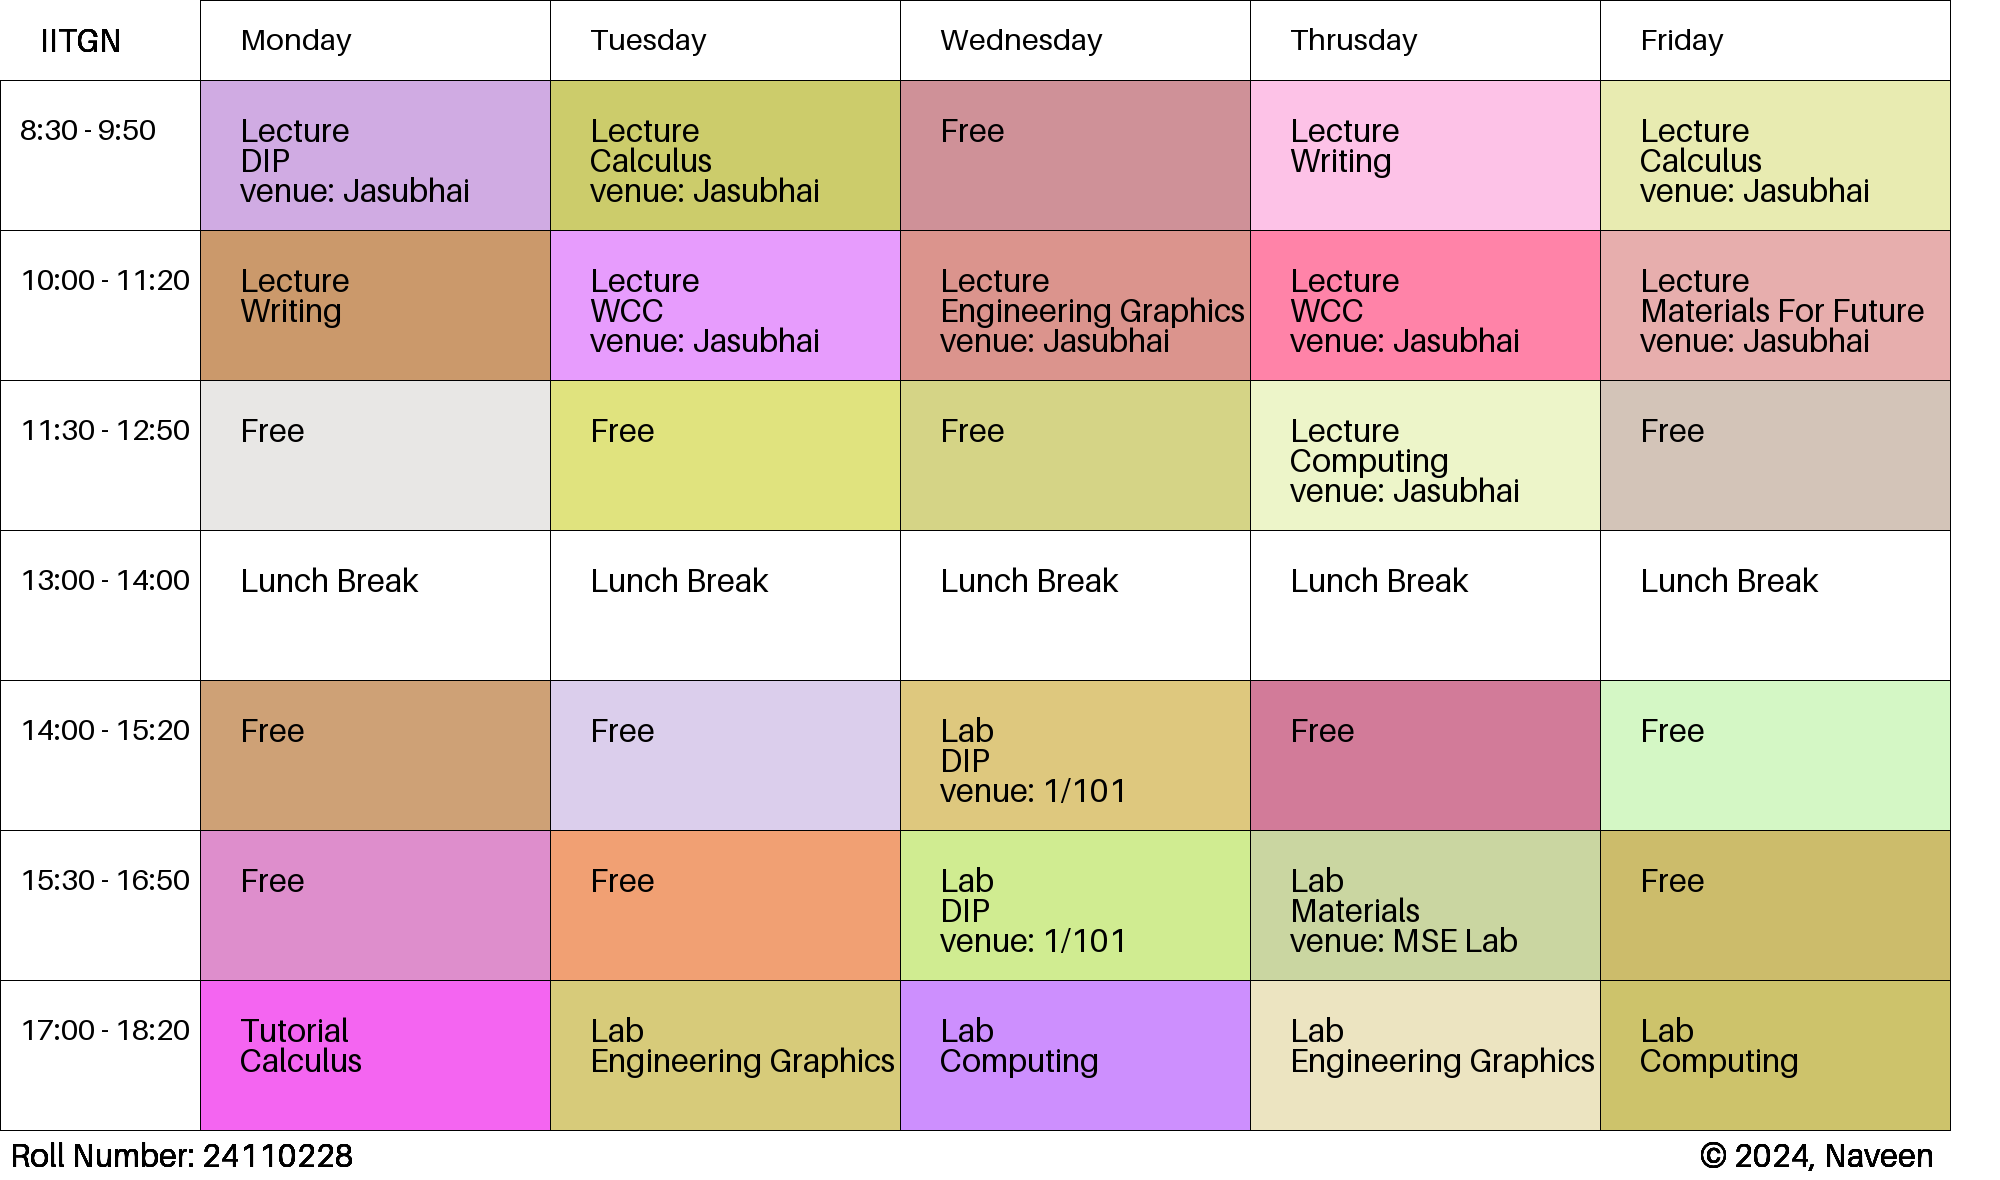 IITGN Monday Tuesday Wednesday Thrusday Friday
8:30 - 9:50
Lecture
DIP
venue: Jasubhai
Lecture
Calculus
venue: Jasubhai
Free
Lecture
Writing
Lecture
Calculus
venue: Jasubhai
10:00 - 11:20
Lecture
Writing
Lecture
WCC
venue: Jasubhai
Lecture
Engineering Graphics
venue: Jasubhai
Lecture
WCC
venue: Jasubhai
Lecture
Materials For Future
venue: Jasubhai
11:30 - 12:50
Free
Free
Free
Lecture
Computing
venue: Jasubhai
Free
13:00 - 14:00
Lunch Break
Lunch Break
Lunch Break
Lunch Break
Lunch Break
14:00 - 15:20
Free
Free
Lab
DIP
venue: 1/101
Free
Free
15:30 - 16:50
Free
Free
Lab
DIP
venue: 1/101
Lab
Materials
venue: MSE Lab
Free
17:00 - 18:20
Tutorial
Calculus
Lab
Engineering Graphics
Lab
Computing
Lab
Engineering Graphics
Lab
Computing
Roll Number: 24110228
© 2024, Naveen